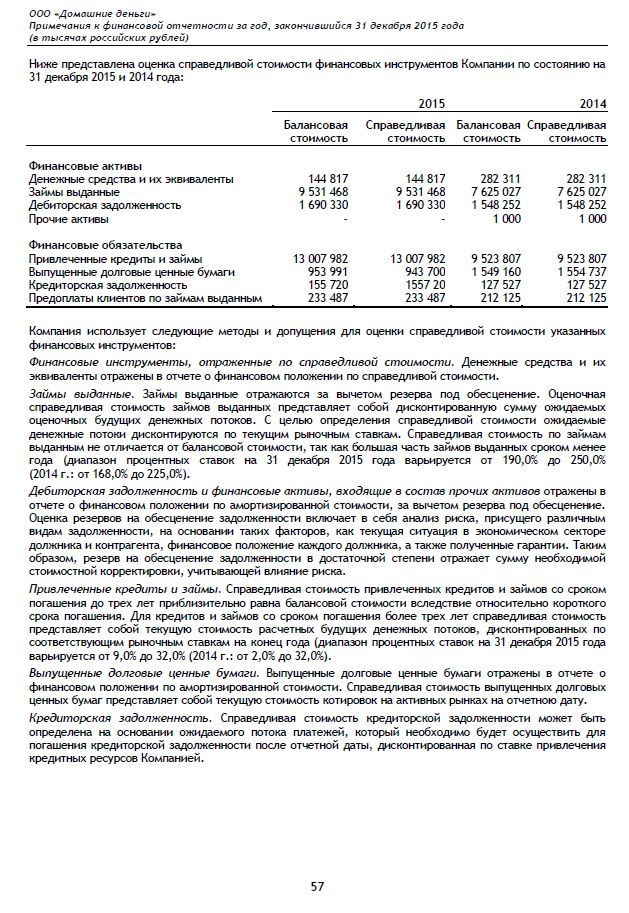 ООО «Домашние деньги»
Примечания к финансовой отчетности за год, закончившийся 31 декабря 2015 года
(в тысячах российских рублей)
Ниже представлена оценка справедливой стоимости финансовых инструментов Компании по состоянию на
31 декабря 2015 и 2014 года:
2015 2014
Балансовая Справедливая Балансовая Справедливая
стоимость стоимость стоимость стоимость
Финансовые активы
Денежные средства и их эквиваленты 144 817 144 817 282 311 282 311
Займы выданные 9 531 468 9 531 468 7 625 027 7 625 027
Дебиторская задолженность 1 690 330 1 690 330 1 548 252 1 548 252
Прочие активы - - 1 000 1 000
Финансовые обязательства
Привлеченные кредиты и займы 13 007 982 13 007 982 9 523 807 9 523 807
Выпущенные долговые ценные бумаги 953 991 943 700 1 549 160 1 554 737
Кредиторская задолженность 155 720 1557 20 127 527 127 527
Предоплаты клиентов по займам выданным 233 487 233 487 212 125 212 125
Компания использует следующие методы и допущения для оценки справедливой стоимости указанных
финансовых инструментов:
Финансовые инструменты, отраженные по справедливой стоимости. Денежные средства и их
эквиваленты отражены в отчете о финансовом положении по справедливой стоимости.
Займы выданные. Займы выданные отражаются за вычетом резерва под обесценение. Оценочная
справедливая стоимость займов выданных представляет собой дисконтированную сумму ожидаемых
оценочных будущих денежных потоков. С целью определения справедливой стоимости ожидаемые
денежные потоки дисконтируются по текущим рыночным ставкам. Справедливая стоимость по займам
выданным не отличается от балансовой стоимости, так как большая часть займов выданных сроком менее
года (диапазон процентных ставок на 31 декабря 2015 года варьируется от 190,0% до 250,0%
(2014 г.: от 168,0% до 225,0%).
Дебиторская задолженность и финансовые активы, входящие в состав прочих активов отражены в
отчете о финансовом положении по амортизированной стоимости, за вычетом резерва под обесценение.
Оценка резервов на обесценение задолженности включает в себя анализ риска, присущего различным
видам задолженности, на основании таких факторов, как текущая ситуация в экономическом секторе
должника и контрагента, финансовое положение каждого должника, а также полученные гарантии. Таким
образом, резерв на обесценение задолженности в достаточной степени отражает сумму необходимой
стоимостной корректировки, учитывающей влияние риска.
Привлеченные кредиты и займы. Справедливая стоимость привлеченных кредитов и займов со сроком
погашения до трех лет приблизительно равна балансовой стоимости вследствие относительно короткого
срока погашения. Для кредитов и займов со сроком погашения более трех лет справедливая стоимость
представляет собой текущую стоимость расчетных будущих денежных потоков, дисконтированных по
соответствующим рыночным ставкам на конец года (диапазон процентных ставок на 31 декабря 2015 года
варьируется от 9,0% до 32,0% (2014 г.: от 2,0% до 32,0%).
Выпущенные долговые ценные бумаги. Выпущенные долговые ценные бумаги отражены в отчете о
финансовом положении по амортизированной стоимости. Справедливая стоимость выпущенных долговых
ценных бумаг представляет собой текущую стоимость котировок на активных рынках на отчетную дату.
Кредиторская задолженность. Справедливая стоимость кредиторской задолженности может быть
определена на основании ожидаемого потока платежей, который необходимо будет осуществить для
погашения кредиторской задолженности после отчетной даты, дисконтированная по ставке привлечения
кредитных ресурсов Компанией.
57